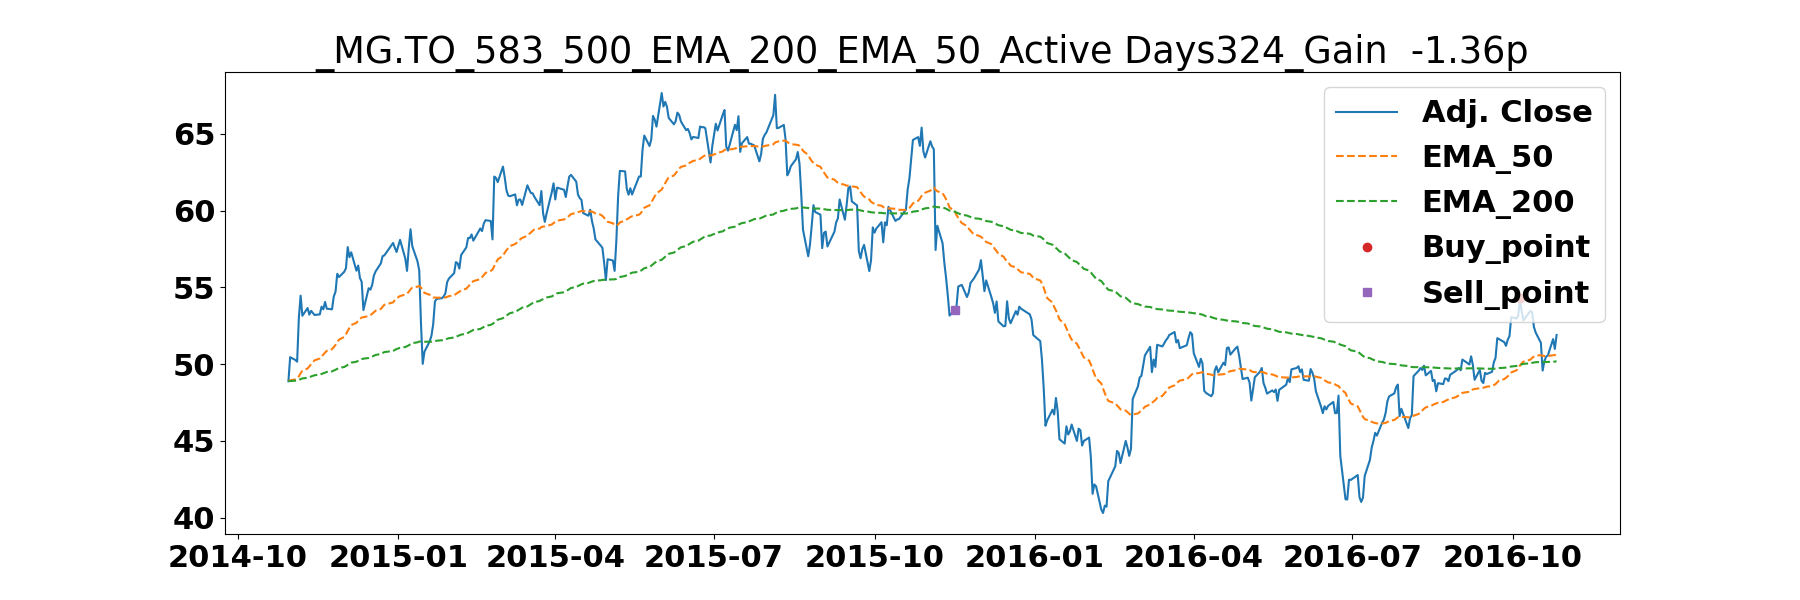 _MG.TO_583_500_EMA_200_EMA_50_Active Days324_Gain  -1.36p
Adj. Close
EMA_50
EMA_200
Buy_point
Sell_point
65
60
55
50
45
40
2014-10 2015-01 2015-04 2015-07 2015-10 2016-01 2016-04 2016-07 2016-10